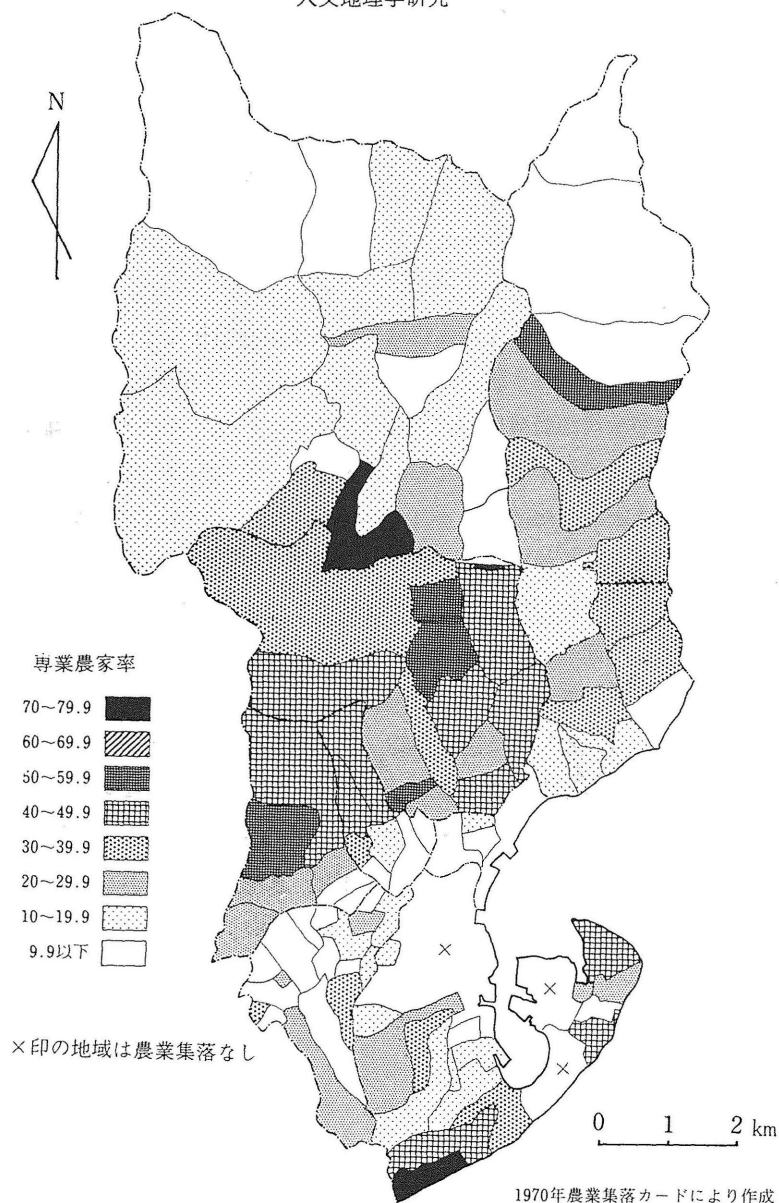 人文地理学研究
N
専業農家率
70～79.9
60～69.9
50～59.9
40～49.9
30～39.9
20～29.9
10～19.9
9.9以下
×印の地域は農業集落なし
×
×
×
0 1 2 km
1970年農業集落カードにより作成